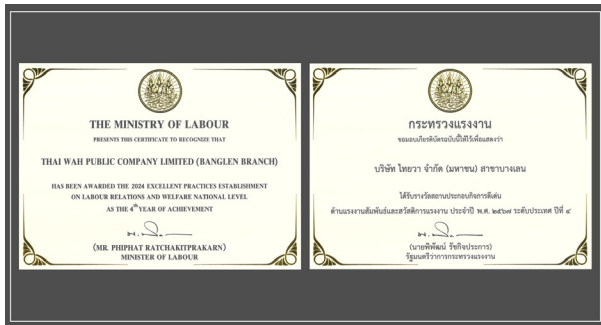 THE MINISTRY OF LABOUR
PRESENTS THIS CERTIFICATE TO RECOGNIZE THAT
THAI WAH PUBLIC COMPANY LIMITED (BANGLEN BRANCH)
HAS BEEN AWARDED THE 2024 EXCELLENT PRACTICES ESTABLISHMENT
ON LABOUR RELATIONS AND WELFARE NATIONAL LEVEL
AS THE 4th YEAR OF ACHIEVEMENT
(MR. PHIPHAT RATCHAKITPRAKARN)
MINISTER OF LABOUR
กระทรวงแรงงาน
ขอมอบเกียรติบัตรฉบับนี้ให้ไว้เพื่อแสดงว่า
บริษัท ไทยวา จำกัด (มหาชน) สาขาบางเลน
ได้รับรางวัลสถานประกอบกิจการดีเด่น
ด้านแรงงานสัมพันธ์และสวัสดิการแรงงาน ประจำปี พ.ศ. ๒๕๖๗ ระดับประเทศ ปีที่ ๔
(นายพิพัฒน์ รัชกิจประการ)
รัฐมนตรีว่าการกระทรวงแรงงาน